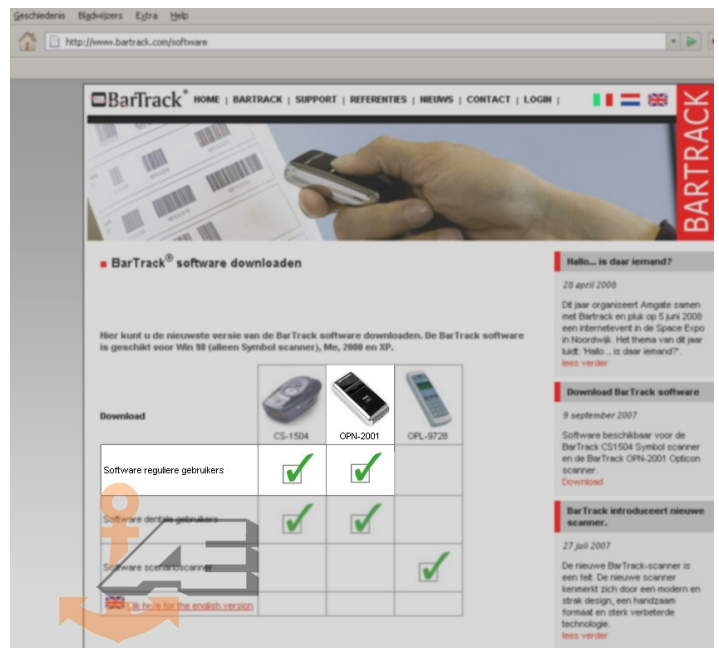 Geschiedenis Bladwijzers Extra Help
http://www.bartrack.com/software
BarTrack® HOME | BARTRACK | SUPPORT | REFERENTIES | NIEUWS | CONTACT | LOGIN |
BARTRACK
BarTrack® software downloaden
Hier kunt u de nieuwste versie van de BarTrack software downloaden. De BarTrack software
is geschikt voor Win 98 (alleen Symbol scanner), Me, 2000 en XP.
Download
CS-1504 OPN-2001 OPL-9728
Software reguliere gebruikers
Software dentale gebruikers
Software scenarioscanner
Clik here for the english version
Hallo... is daar iemand?
28 april 2008
Dit jaar organiseert Amgate samen
met Bartrack en pluk op 5 juni 2008
een internetevent in de Space Expo
in Noordwijk. Het thema van dit jaar
luidt: 'Hallo... is daar iemand?'.
lees verder
Download BarTrack software
9 september 2007
Software beschikbaar voor de
BarTrack CS1504 Symbol scanner
en de BarTrack OPN-2001 Opticon
scanner.
Download
BarTrack introduceert nieuwe
scanner.
27 juli 2007
De nieuwe BarTrack-scanner is
een feit. De nieuwe scanner
kenmerkt zich door een modern en
strak design, een handzaam
formaat en sterk verbeterde
technologie.
lees verder